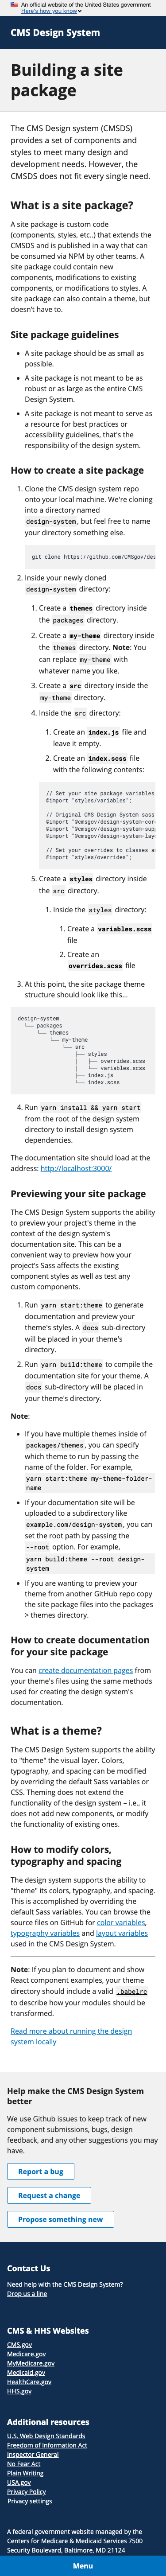 An official website of the United States government
Here's how you know
CMS Design System
Building a site
package
The CMS Design system (CMSDS)
provides a set of components and
styles to meet many design and
development needs. However, the
CMSDS does not fit every single need.
What is a site package?
A site package is custom code
(components, styles, etc..) that extends the
CMSDS and is published in a way that can
be consumed via NPM by other teams. A
site package could contain new
components, modifications to existing
components, or modifications to styles. A
site package can also contain a theme, but
doesn't have to.
Site package guidelines
• A site package should be as small as
possible.
• A site package is not meant to be as
robust or as large as the entire CMS
Design System.
• A site package is not meant to serve as
a resource for best practices or
accessibility guidelines, that's the
responsibility of the design system.
How to create a site package
1. Clone the CMS design system repo
onto your local machine. We're cloning
into a directory named
design-system, but feel free to name
your directory something else.
git clone https://github.com/CMSgov/des
2. Inside your newly cloned
design-system directory:
1. Create a themes directory inside
the packages directory.
2. Create a my-theme directory inside
the themes directory. Note: You
can replace my-theme with
whatever name you like.
3. Create a src directory inside the
my-theme directory.
4. Inside the src directory:
1. Create an index.js file and
leave it empty.
2. Create an index.scss file
with the following contents:
// Set your site package variables
@import "styles/variables";
// Original CMS Design System sass
@import "@cmsgov/design-system-core
@import "@cmsgov/design-system-supp
@import "@cmsgov/design-system-layo
// Set your overrides to classes an
@import "styles/overrides";
5. Create a styles directory inside
the src directory.
1. Inside the styles directory:
1. Create a variables.scss
file
2. Create an
overrides.scss file
3. At this point, the site package theme
structure should look like this...
design-system
└── packages
└── themes
└── my-theme
└── src
├── styles
│ ├── overrides.scss
│ └── variables.scss
├── index.js
└── index.scss
4. Run yarn install && yarn start
from the root of the design system
directory to install design system
dependencies.
The documentation site should load at the
address: http://localhost:3000/
Previewing your site package
The CMS Design System supports the ability
to preview your project's theme in the
context of the design system's
documentation site. This can be a
convenient way to preview how your
project's Sass affects the existing
component styles as well as test any
custom components.
1. Run yarn start:theme to generate
the documentation and preview your
theme's changes. A docs sub-directory
will be placed in your theme's
directory.
2. Run yarn build:theme to compile the
documentation site for your theme. A
docs sub-directory will be placed in
your theme's directory.
Note:
• If you have multiple themes inside of
packages/themes, you can specify
which theme to run by passing the
name of the folder. For example,
yarn start:theme my-theme-folder-
name
• If your documentation site will be
uploaded to a subdirectory like
example.com/design-system, you can
set the root path by passing the
--root option. For example,
yarn build:theme --root design-
system
• If you are wanting to preview your
theme from another GitHub repo copy
the site package files into the packages
> themes directory.
How to create documentation
for your site package
You can create documentation pages from
your theme's files using the same methods
used for creating the design system's
documentation.
What is a theme?
The CMS Design System supports the ability
to "theme" the visual layer. Colors,
typography, and spacing can be modified
by overriding the default Sass variables or
CSS. Theming does not extend the
functionality of the design system – i.e., it
does not add or modify the functionality or
accessibility of existing ones.
How to modify colors,
typography and spacing
The design system supports the ability to
"theme" its colors, typography, and spacing.
This is accomplished by overriding the
design system's default Sass variables. You
can find what variables exist from our
source files on GitHub for color variables,
typography variables and layout variables
used in the CMS Design System.
Note: If you plan to document and show
React component examples, your theme
directory should include a valid .babelrc
to describe how your modules should be
transformed.
Read more about running the design
system locally
Help make the CMS Design System
better
We use Github issues to keep track of new
component submissions, bugs, design
feedback, and any other suggestions you may
have.
Report a bug
Request a change
Propose something new
Contact Us
Need help with the CMS Design System?
Drop us a line
CMS & HHS Websites
CMS.gov
Medicare.gov
MyMedicare.gov
Medicaid.gov
HealthCare.gov
HHS.gov
Additional resources
U.S. Web Design Standards
Freedom of Information Act
Inspector General
No Fear Act
Plain Writing
USA.gov
Privacy Policy
Privacy settings
A federal government website managed by the
Centers for Medicare & Medicaid Services 7500
Security Boulevard, Baltimore, MD 21124
Menu